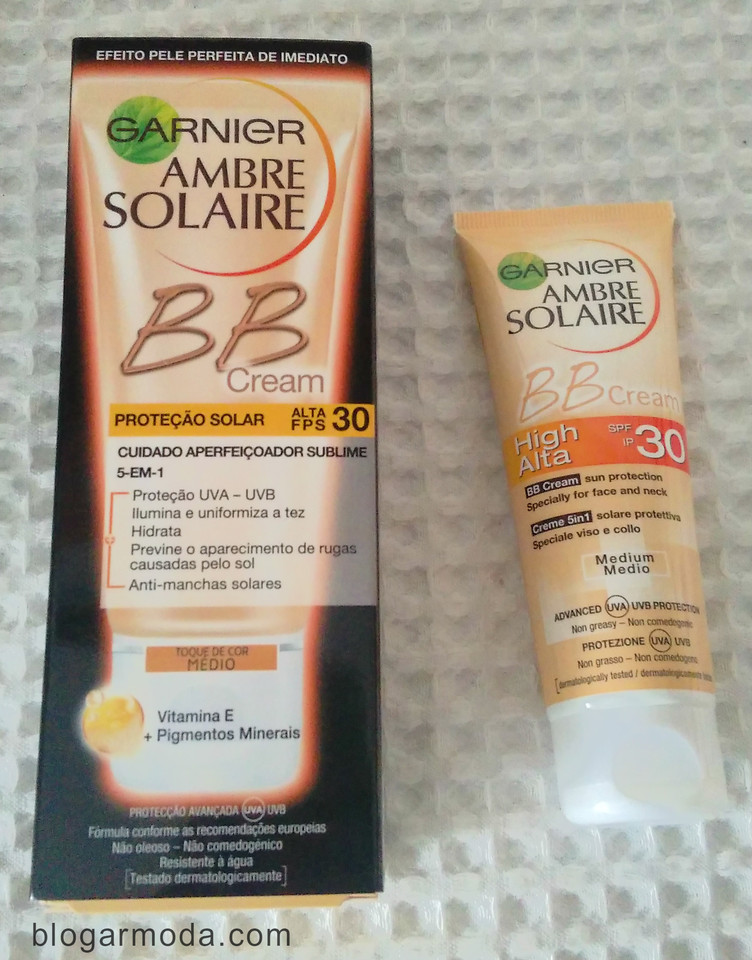 EFEITO PELE PERFEITA DE IMEDIATO
GARNIER
AMBRE
SOLAIRE
BB
Cream
PROTEÇÃO SOLAR ALTA FPS 30
CUIDADO APERFEIÇOADOR SUBLIME
5-EM-1
Proteção UVA – UVB
Ilumina e uniformiza a tez
Hidrata
Previne o aparecimento de rugas
causadas pelo sol
Anti-manchas solares
TOQUE DE COR
MÉDIO
Vitamina E
+ Pigmentos Minerais
PROTECÇÃO AVANÇADA UVA UVB
Fórmula conforme as recomendações europeias
Não oleoso – Não comedogénico
Resistente à água
[Testado dermatologicamente]
GARNIER
AMBRE
SOLAIRE
BB Cream
High
Alta
SPF
IP 30
BB Cream sun protection
Specially for face and neck
Creme 5in1 solare protettiva
Speciale viso e collo
Medium
Medio
ADVANCED UVA UVB PROTECTION
Non greasy – Non comedogenic
PROTEZIONE UVA UVB
Non grasso – Non comedogeno
[dermatologically tested / dermatologicamente
blogarmoda.com